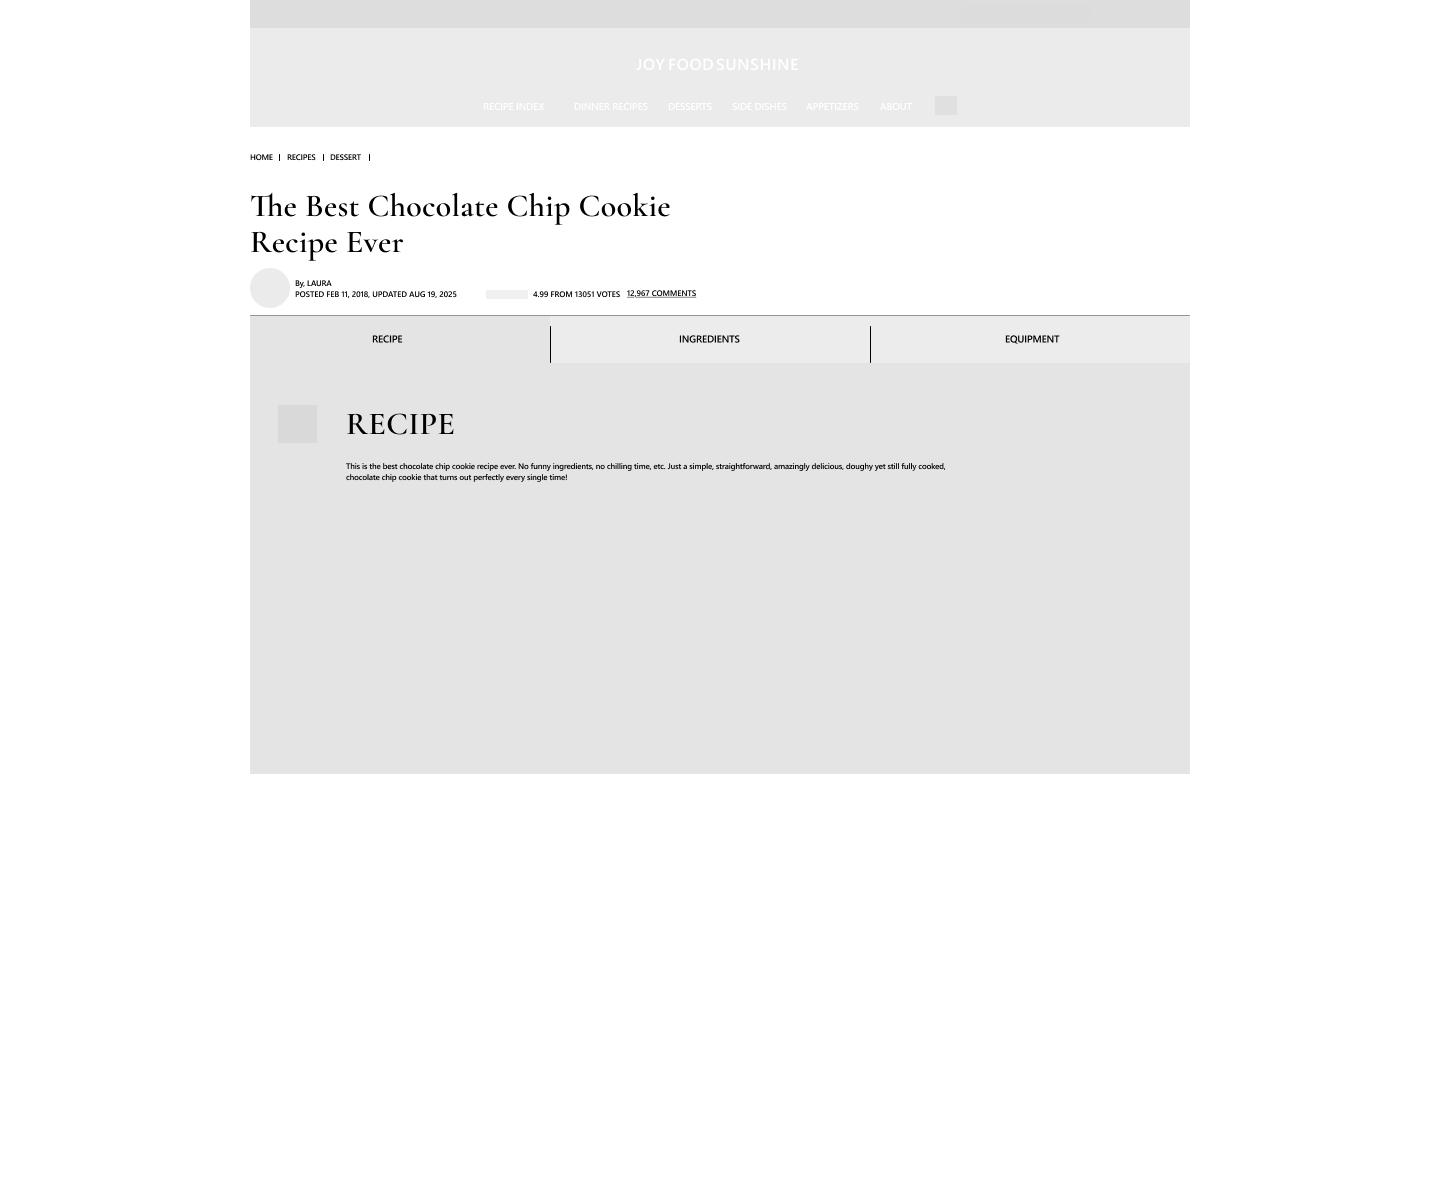 JOY FOOD SUNSHINE
RECIPE INDEX DINNER RECIPES DESSERTS SIDE DISHES APPETIZERS ABOUT
HOME | RECIPES | DESSERT |
The Best Chocolate Chip Cookie
Recipe Ever
By, LAURA
POSTED FEB 11, 2018, UPDATED AUG 19, 2025 4.99 FROM 13051 VOTES 12,967 COMMENTS
RECIPE INGREDIENTS EQUIPMENT
RECIPE
This is the best chocolate chip cookie recipe ever. No funny ingredients, no chilling time, etc. Just a simple, straightforward, amazingly delicious, doughy yet still fully cooked,
chocolate chip cookie that turns out perfectly every single time!